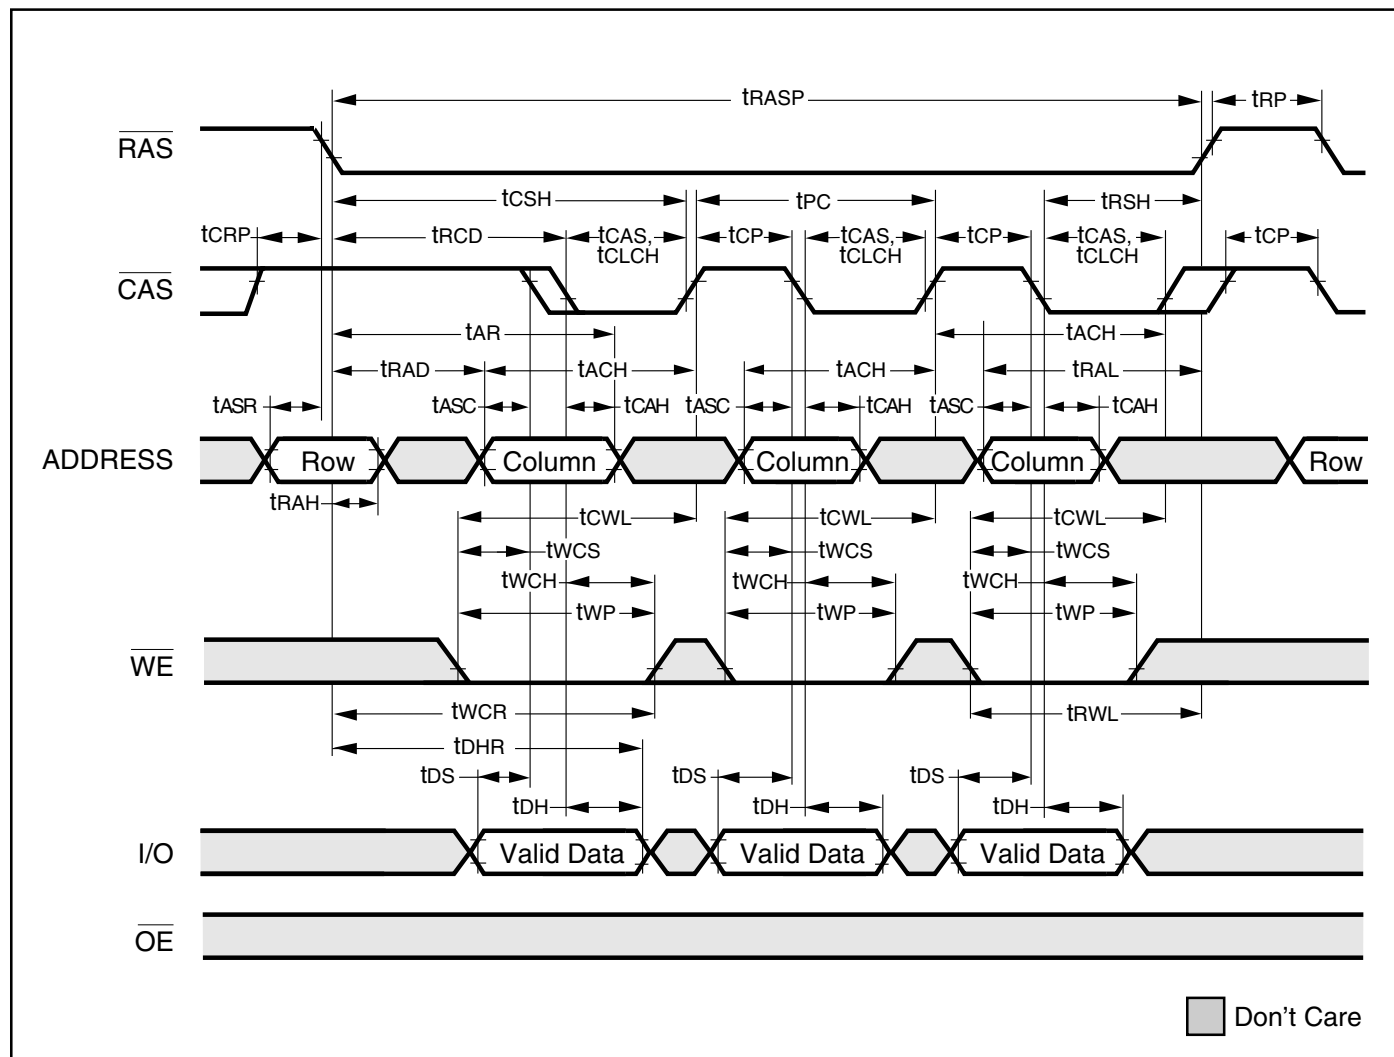 tRASP tRP
RAS
tCSH tPC tRSH
tCRP tRCD tCAS, tCP tCAS, tCP tCAS, tCP
tCLCH tCLCH tCLCH
CAS
tAR tACH
tRAD tACH tACH tRAL
tASR tASC tCAH tASC tCAH tASC tCAH
ADDRESS Row Column Column Column Row
tRAH
tCWL tCWL tCWL
tWCS tWCS tWCS
tWCH tWCH tWCH
tWP tWP tWP
WE
tWCR tRWL
tDHR
tDS tDS tDS
tDH tDH tDH
I/O Valid Data Valid Data Valid Data
OE
Don't Care